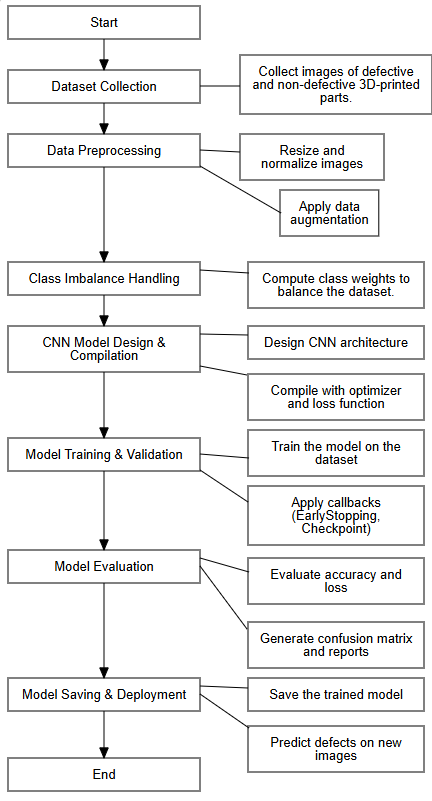 Start
Dataset Collection
Collect images of defective
and non-defective 3D-printed
parts.
Data Preprocessing
Resize and
normalize images
Apply data
augmentation
Class Imbalance Handling
Compute class weights to
balance the dataset.
CNN Model Design &
Compilation
Design CNN architecture
Compile with optimizer
and loss function
Model Training & Validation
Train the model on the
dataset
Apply callbacks
(EarlyStopping,
Checkpoint)
Model Evaluation
Evaluate accuracy and
loss
Generate confusion matrix
and reports
Model Saving & Deployment
Save the trained model
Predict defects on new
images
End